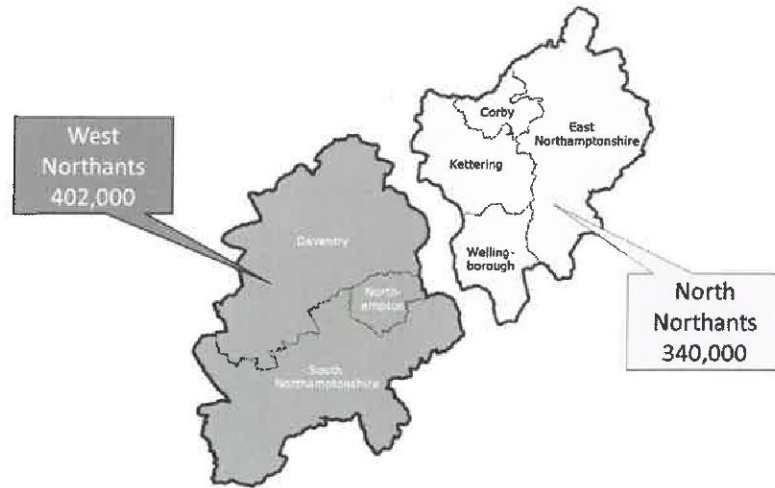 West
Northants
402,000
Corby
East
Northamptonshire
Kettering
Welling-
borough
Daventry
North-
ampton
South
Northamptonshire
North
Northants
340,000